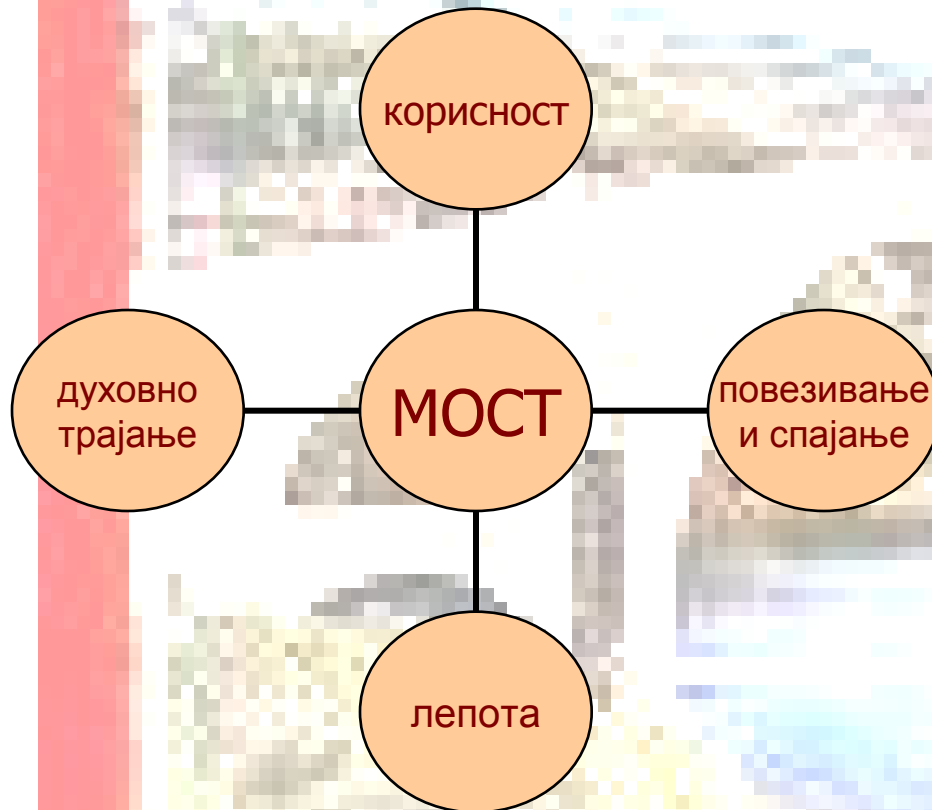 корисност
духовно
трајање
МОСТ
повезивање
и спајање
лепота